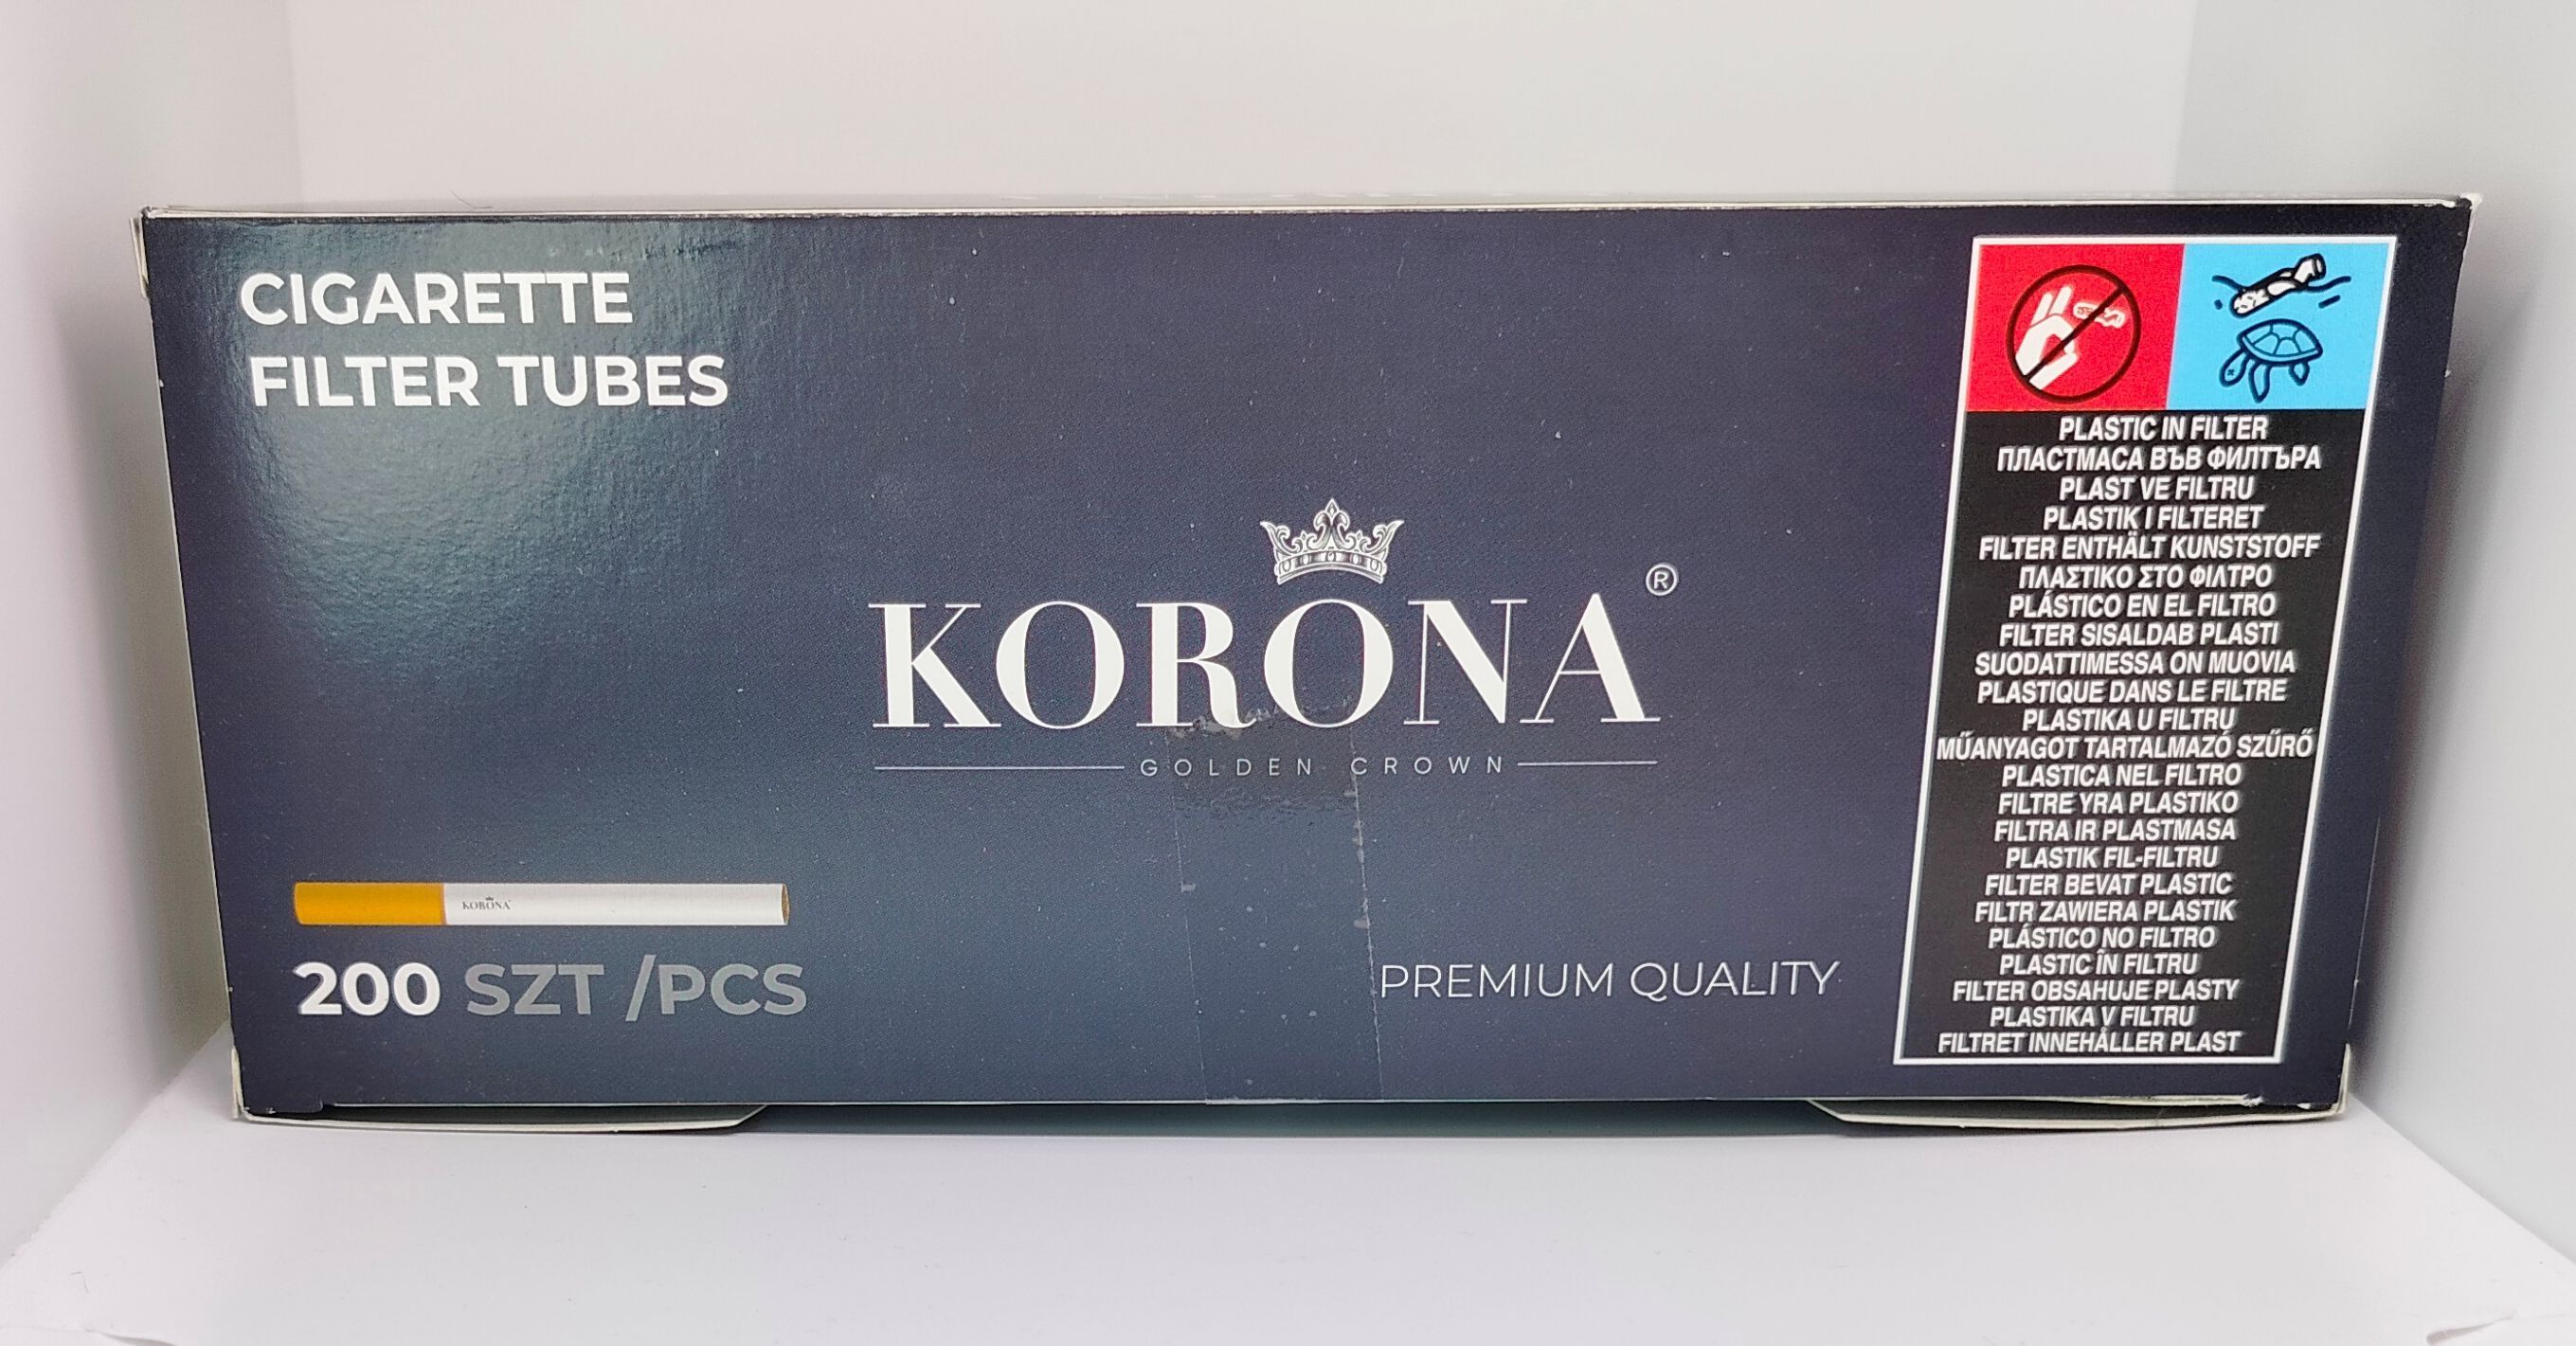 CIGARETTE
FILTER TUBES
KORONA®
GOLDEN CROWN
KORONA
200 SZT /PCS
PREMIUM QUALITY
PLASTIC IN FILTER
ПЛАСТМАСА ВЪВ ФИЛТЪРА
PLAST VE FILTRU
PLASTIK I FILTERET
FILTER ENTHÄLT KUNSTSTOFF
ΠΛΑΣΤΙΚΟ ΣΤΟ ΦΙΛΤΡΟ
PLÁSTICO EN EL FILTRO
FILTER SISALDAB PLASTI
SUODATTIMESSA ON MUOVIA
PLASTIQUE DANS LE FILTRE
PLASTIKA U FILTRU
MŰANYAGOT TARTALMAZÓ SZŰRŐ
PLASTICA NEL FILTRO
FILTRE YRA PLASTIKO
FILTRA IR PLASTMASA
PLASTIK FIL-FILTRU
FILTER BEVAT PLASTIC
FILTR ZAWIERA PLASTIK
PLÁSTICO NO FILTRO
PLASTIC ÎN FILTRU
FILTER OBSAHUJE PLASTY
PLASTIKA V FILTRU
FILTRET INNEHÅLLER PLAST